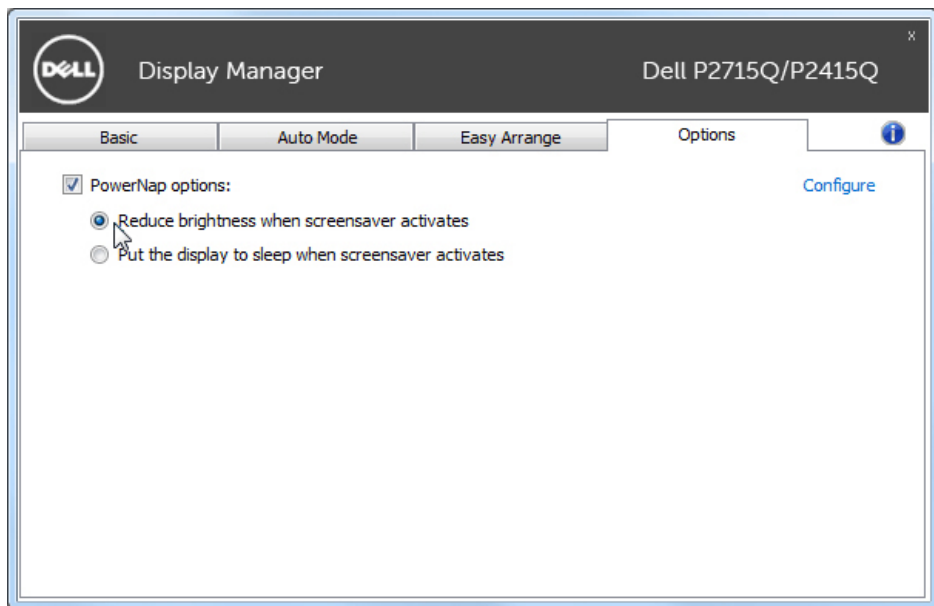 DELL
Display Manager
Dell P2715Q/P2415Q
x
Basic
Auto Mode
Easy Arrange
Options
i
PowerNap options:
Configure
Reduce brightness when screensaver activates
Put the display to sleep when screensaver activates